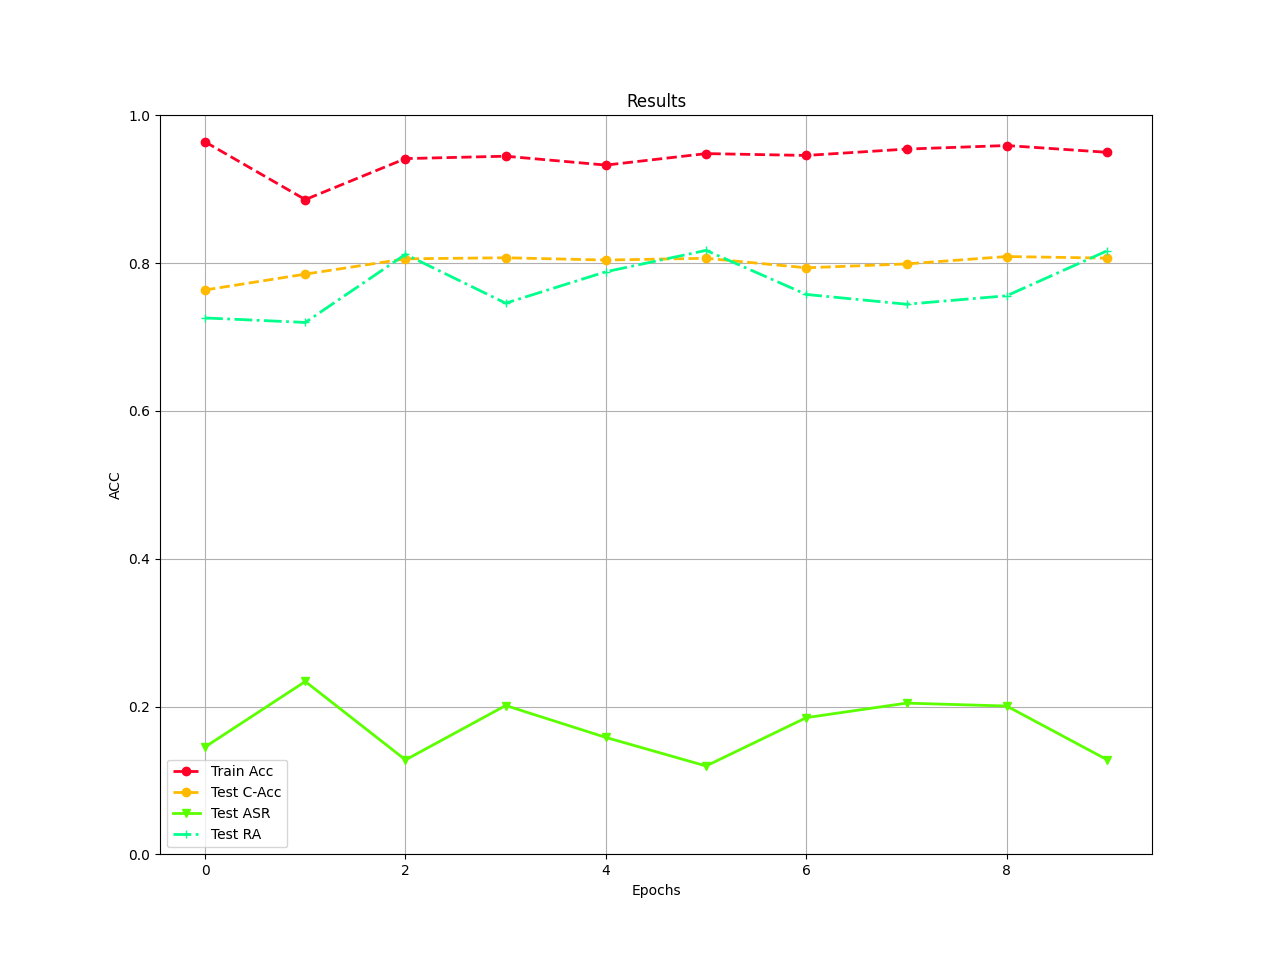 Results
1.0
0.8
0.6
0.4
0.2
0.0
ACC
Train Acc
Test C-Acc
Test ASR
Test RA
0 2 4 6 8
Epochs